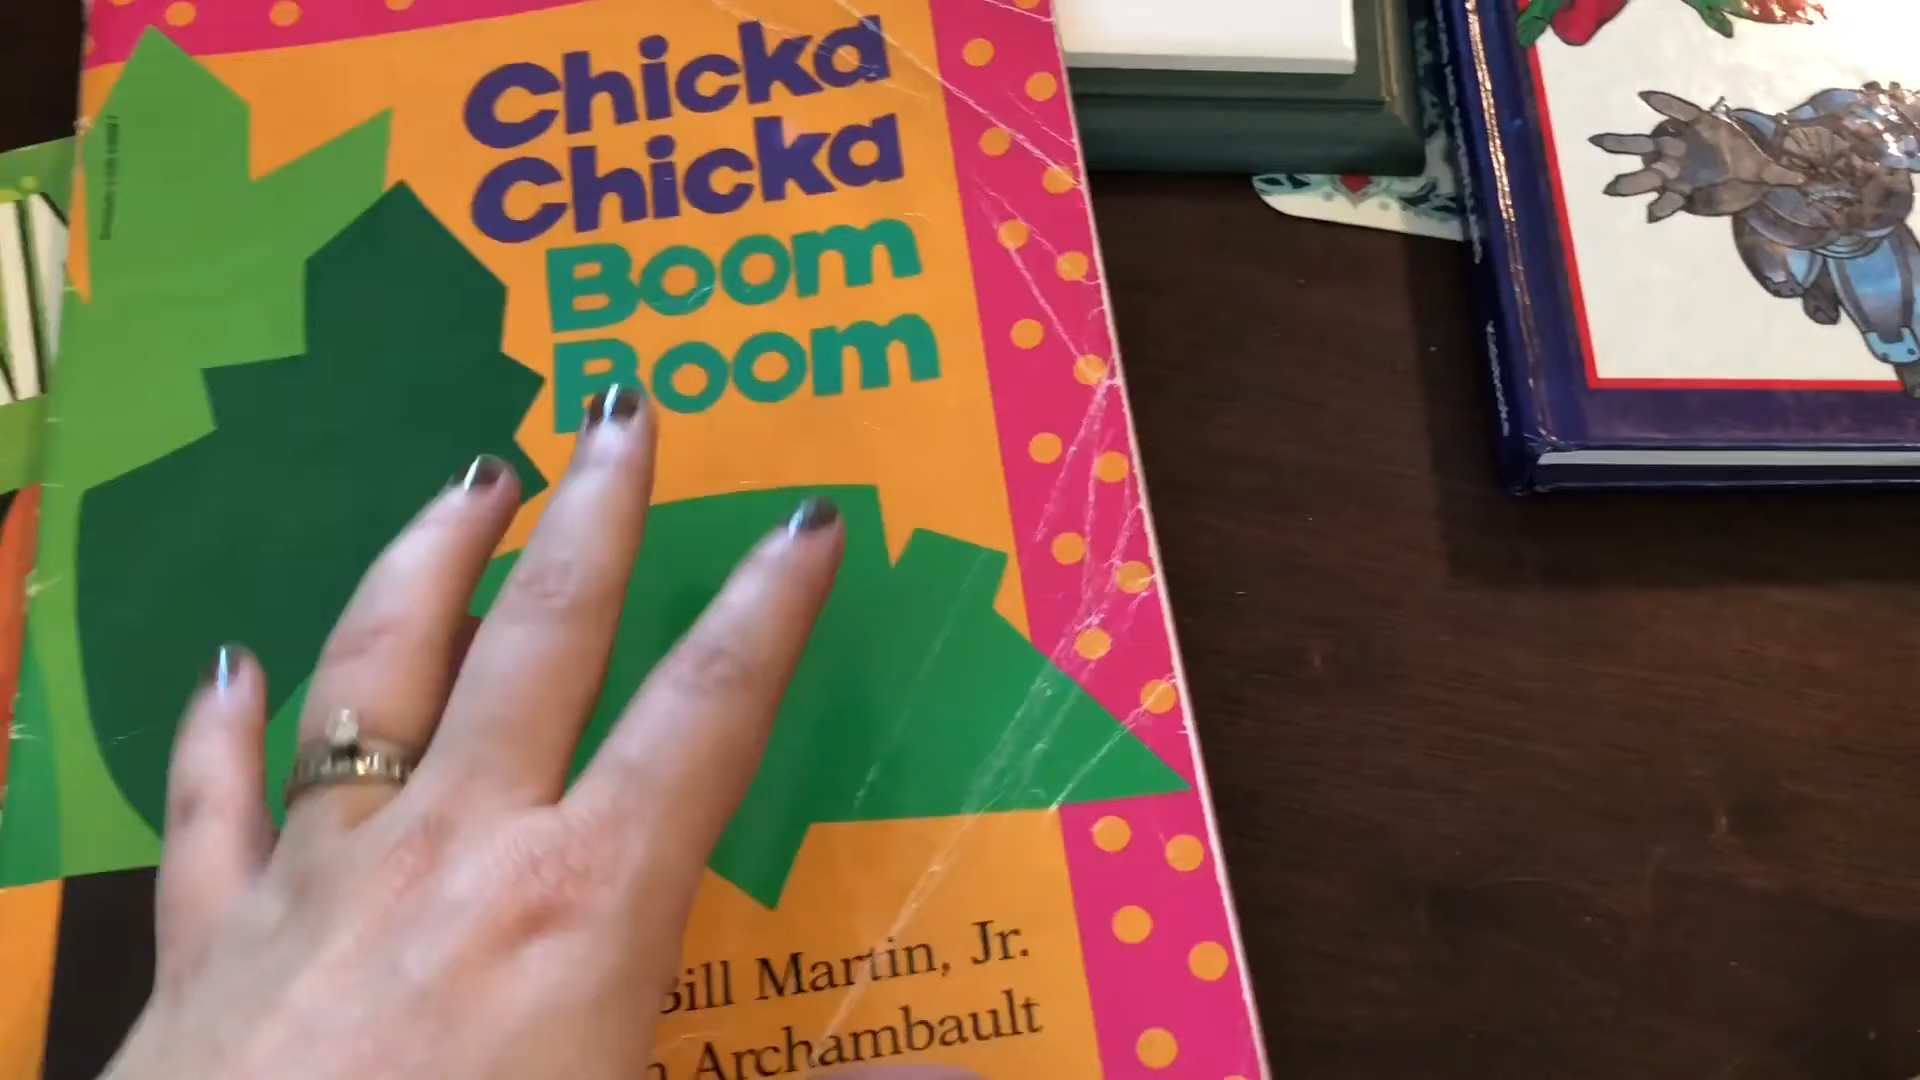 Chicka
Chicka
Boom
Boom
Bill Martin, Jr.
Archambault